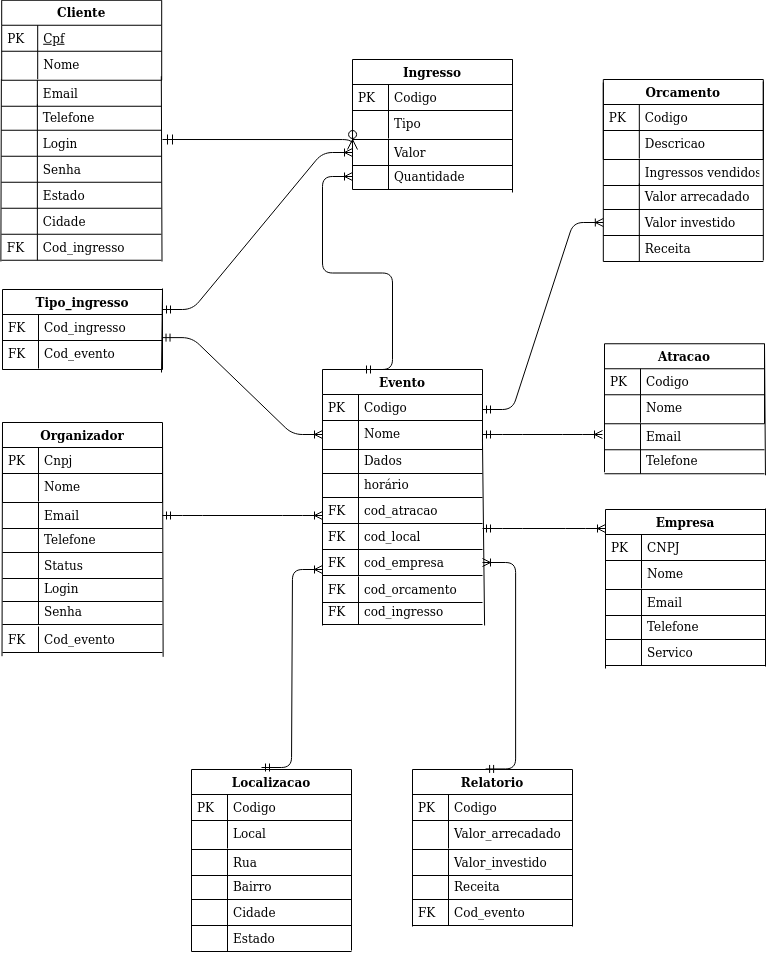 Cliente
PK Cpf
Nome
Email
Telefone
Login
Senha
Estado
Cidade
FK Cod_ingresso
Ingresso
PK Codigo
Tipo
Valor
Quantidade
Orcamento
PK Codigo
Descricao
Ingressos vendidos
Valor arrecadado
Valor investido
Receita
Tipo_ingresso
FK Cod_ingresso
FK Cod_evento
Evento
PK Codigo
Nome
Dados
horário
FK cod_atracao
FK cod_local
FK cod_empresa
FK cod_orcamento
FK cod_ingresso
Atracao
PK Codigo
Nome
Email
Telefone
Organizador
PK Cnpj
Nome
Email
Telefone
Status
Login
Senha
FK Cod_evento
Empresa
PK CNPJ
Nome
Email
Telefone
Servico
Localizacao
PK Codigo
Local
Rua
Bairro
Cidade
Estado
Relatorio
PK Codigo
Valor_arrecadado
Valor_investido
Receita
FK Cod_evento